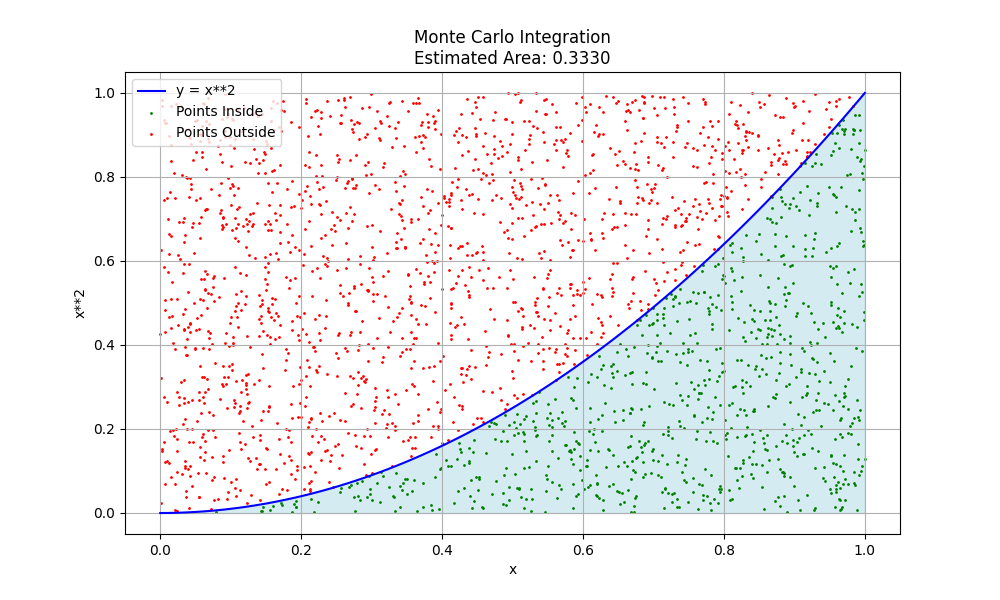 Monte Carlo Integration
Estimated Area: 0.3330
y = x**2
Points Inside
Points Outside
1.0
0.8
0.6
0.4
0.2
0.0
x**2
0.0 0.2 0.4 0.6 0.8 1.0
x